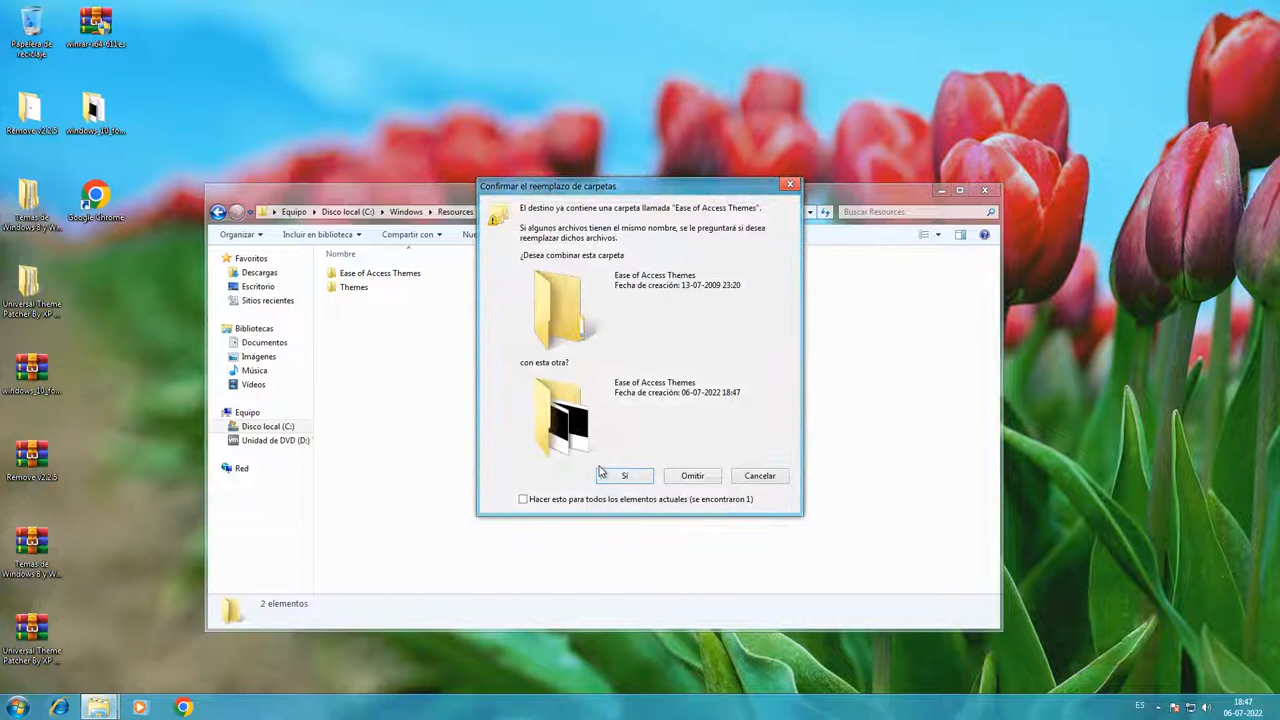 Papelera de
reciclaje
winrar-x64-611es
Remove v2.2.5
windows_10_fo...
Temas de
Windows 8 y W...
Google Chrome
Universal Theme
Patcher By XP ...
windows_10_fo...
Remove v2.2.5
Temas de
Windows 8 y W...
Universal Theme
Patcher By XP ...
Equipo
Disco local (C:)
Windows
Resources
Buscar Resources
Organizar
Incluir en biblioteca
Compartir con
Favoritos
Descargas
Escritorio
Sitios recientes
Bibliotecas
Documentos
Imágenes
Música
Vídeos
Equipo
Disco local (C:)
Unidad de DVD (D:)
Red
Nombre
Ease of Access Themes
Themes
2 elementos
Confirmar el reemplazo de carpetas
El destino ya contiene una carpeta llamada "Ease of Access Themes".
Si algunos archivos tienen el mismo nombre, se le preguntará si desea
reemplazar dichos archivos.
¿Desea combinar esta carpeta
Ease of Access Themes
Fecha de creación: 13-07-2009 23:20
con esta otra?
Ease of Access Themes
Fecha de creación: 06-07-2022 18:47
Sí
Omitir
Cancelar
Hacer esto para todos los elementos actuales (se encontraron 1)
ES
18:47
06-07-2022